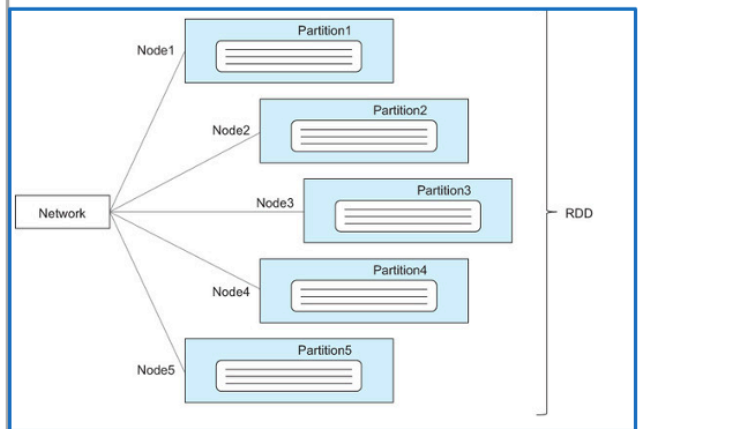 Partition1
Node1
Partition2
Node2
Partition3
Node3
Network
RDD
Partition4
Node4
Partition5
Node5